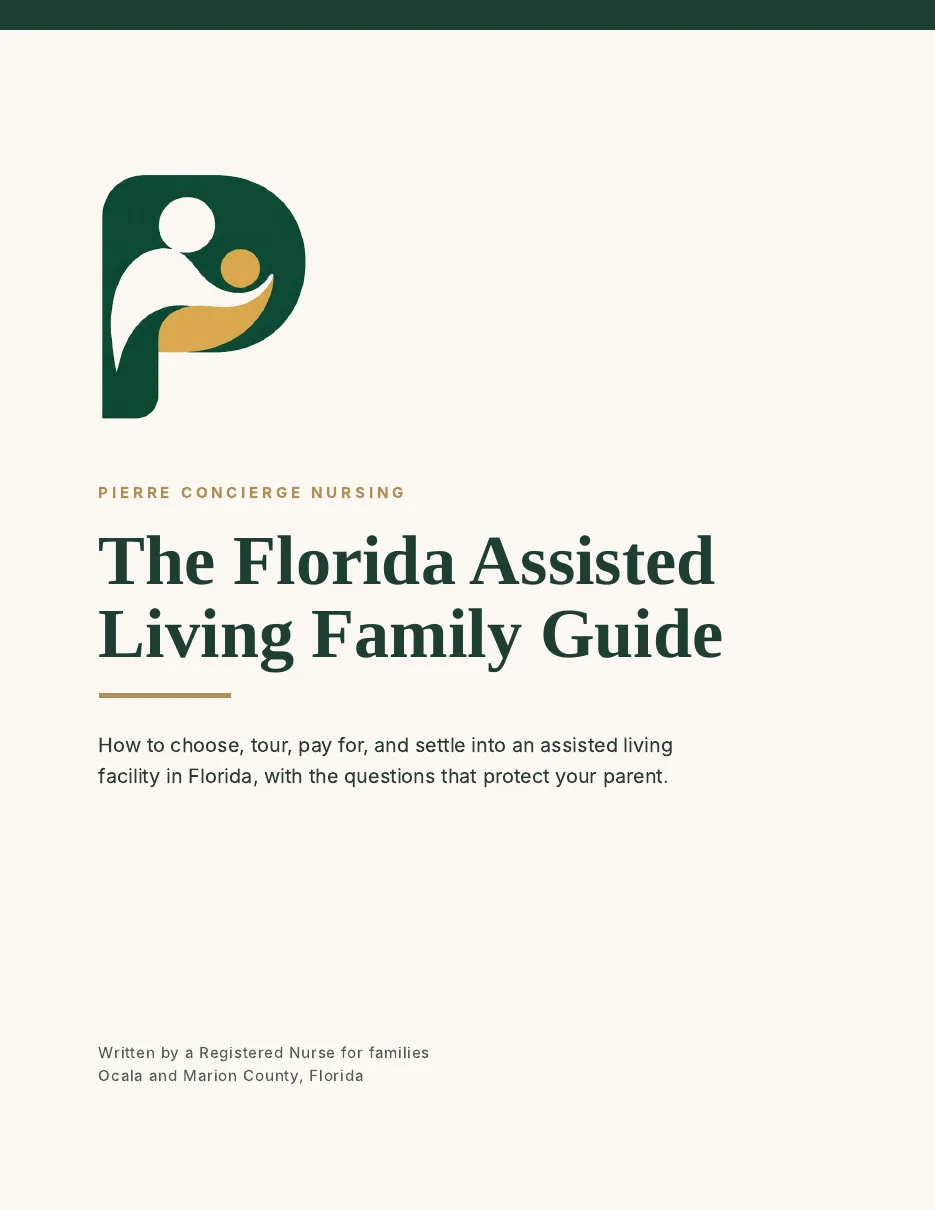 PIERRE CONCIERGE NURSING
The Florida Assisted
Living Family Guide
How to choose, tour, pay for, and settle into an assisted living
facility in Florida, with the questions that protect your parent.
Written by a Registered Nurse for families
Ocala and Marion County, Florida